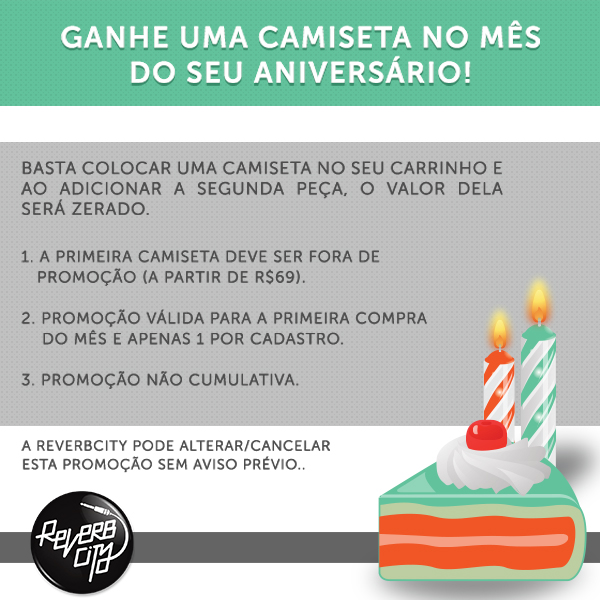 GANHE UMA CAMISETA NO MÊS
DO SEU ANIVERSÁRIO!
BASTA COLOCAR UMA CAMISETA NO SEU CARRINHO E
AO ADICIONAR A SEGUNDA PEÇA, O VALOR DELA
SERÁ ZERADO.
1. A PRIMEIRA CAMISETA DEVE SER FORA DE
PROMOÇÃO (A PARTIR DE R$69).
2. PROMOÇÃO VÁLIDA PARA A PRIMEIRA COMPRA
DO MÊS E APENAS 1 POR CADASTRO.
3. PROMOÇÃO NÃO CUMULATIVA.
A REVERBCITY PODE ALTERAR/CANCELAR
ESTA PROMOÇÃO SEM AVISO PRÉVIO..
REVERB
CITY